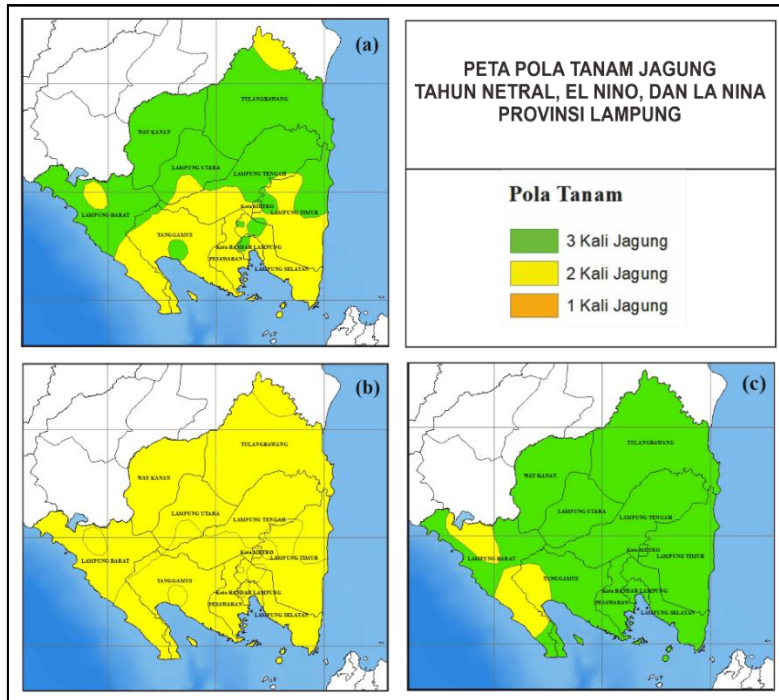 (a)
TULANGBAWANG
WAY KANAN
LAMPUNG UTARA
LAMPUNG TENGAH
Kota METRO
LAMPUNG BARAT
LAMPUNG TIMUR
TANGGAMUS
Kota BANDAR LAMPUNG
PESAWARAN
LAMPUNG SELATAN
PETA POLA TANAM JAGUNG
TAHUN NETRAL, EL NINO, DAN LA NINA
PROVINSI LAMPUNG
Pola Tanam
3 Kali Jagung
2 Kali Jagung
1 Kali Jagung
(b)
TULANGBAWANG
WAY KANAN
LAMPUNG UTARA
LAMPUNG TENGAH
Kota METRO
LAMPUNG TIMUR
LAMPUNG BARAT
TANGGAMUS
Kota BANDAR LAMPUNG
PESAWARAN
LAMPUNG SELATAN
(c)
TULANGBAWANG
WAY KANAN
LAMPUNG UTARA
LAMPUNG TENGAH
Kota METRO
LAMPUNG TIMUR
LAMPUNG BARAT
TANGGAMUS
Kota BANDAR LAMPUNG
PESAWARAN
LAMPUNG SELATAN